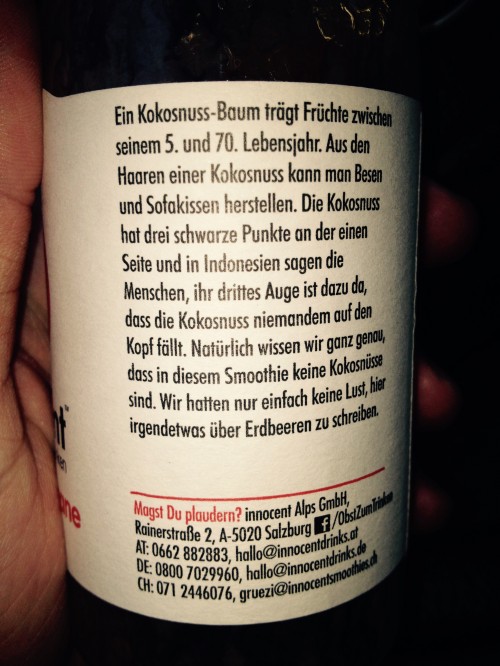 Ein Kokosnuss-Baum trägt Früchte zwischen
seinem 5. und 70. Lebensjahr. Aus den
Haaren einer Kokosnuss kann man Besen
und Sofakissen herstellen. Die Kokosnuss
hat drei schwarze Punkte an der einen
Seite und in Indonesien sagen die
Menschen, ihr drittes Auge ist dazu da,
dass die Kokosnuss niemandem auf den
Kopf fällt. Natürlich wissen wir ganz genau,
dass in diesem Smoothie keine Kokosnüsse
sind. Wir hatten nur einfach keine Lust, hier
irgendetwas über Erdbeeren zu schreiben.
Magst Du plaudern? innocent Alps GmbH,
Rainerstraße 2, A-5020 Salzburg f/ObstZumTrinken
AT: 0662 882883, hallo@innocentdrinks.at
DE: 0800 7029960, hallo@innocentdrinks.de
CH: 071 2446076, gruezi@innocentsmoothies.ch